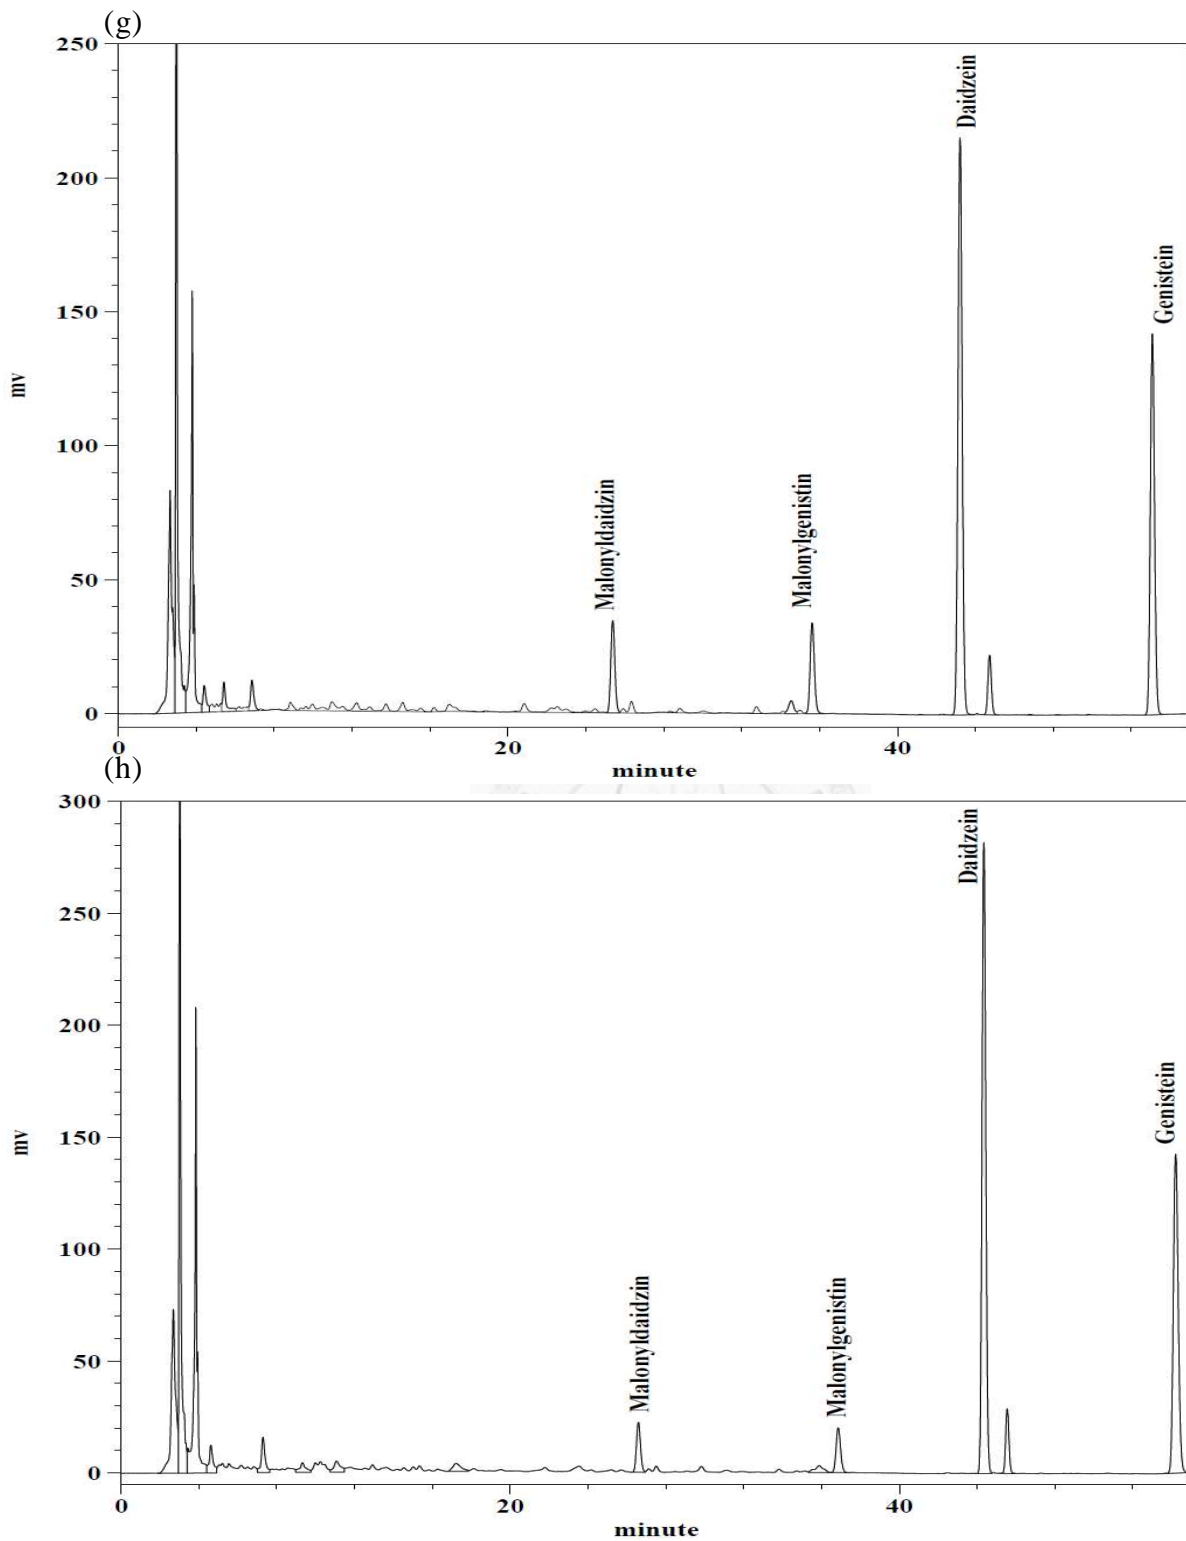 (g)
250
200
150
100
50
0
mv
Malonyldaidzin
Malonylgenistin
Daidzein
Genistein
0 20 40
minute
(h)
300
250
200
150
100
50
0
mv
Malonyldaidzin
Malonylgenistin
Daidzein
Genistein
0 20 40
minute